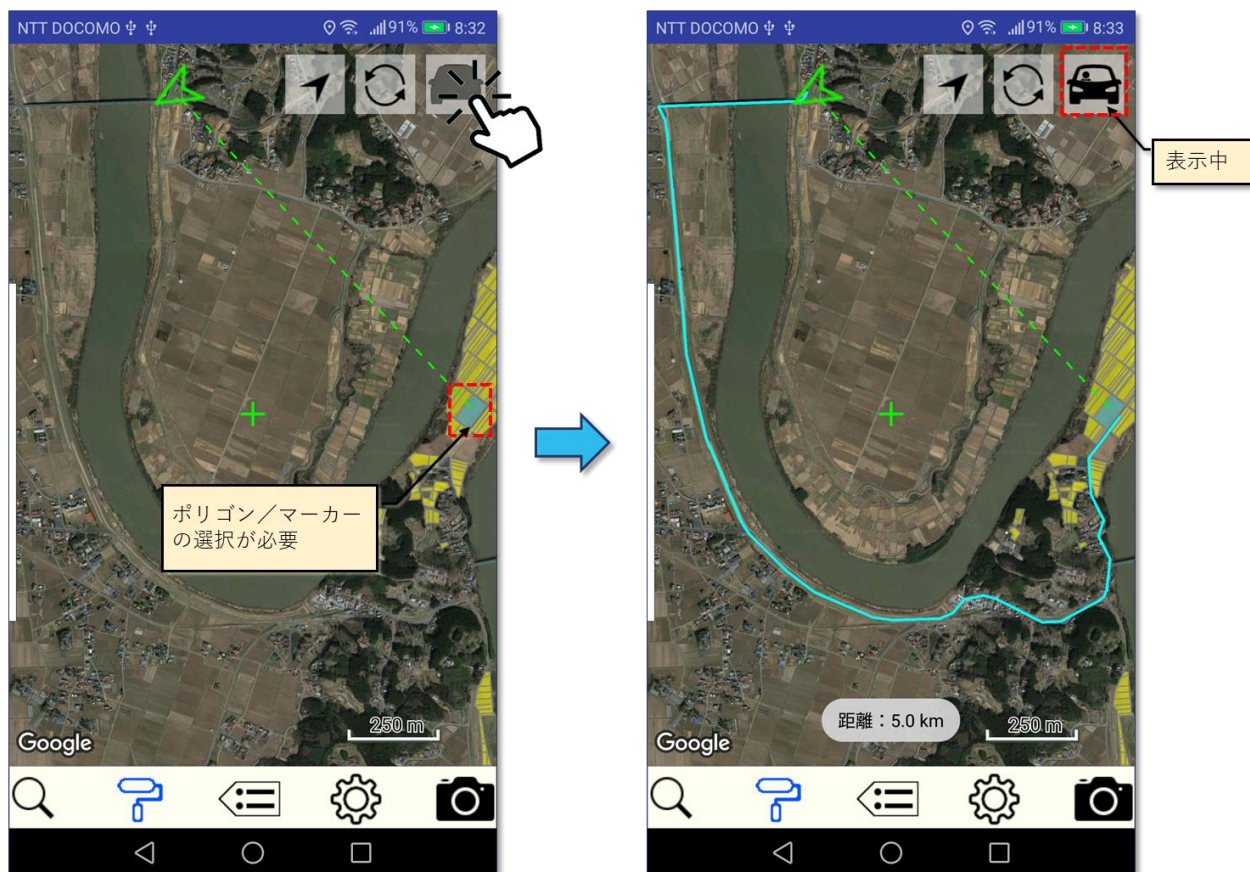 NTT DOCOMO 91% 8:32
ポリゴン／マーカー
の選択が必要
250 m
Google
NTT DOCOMO 91% 8:33
表示中
距離：5.0 km
250 m
Google